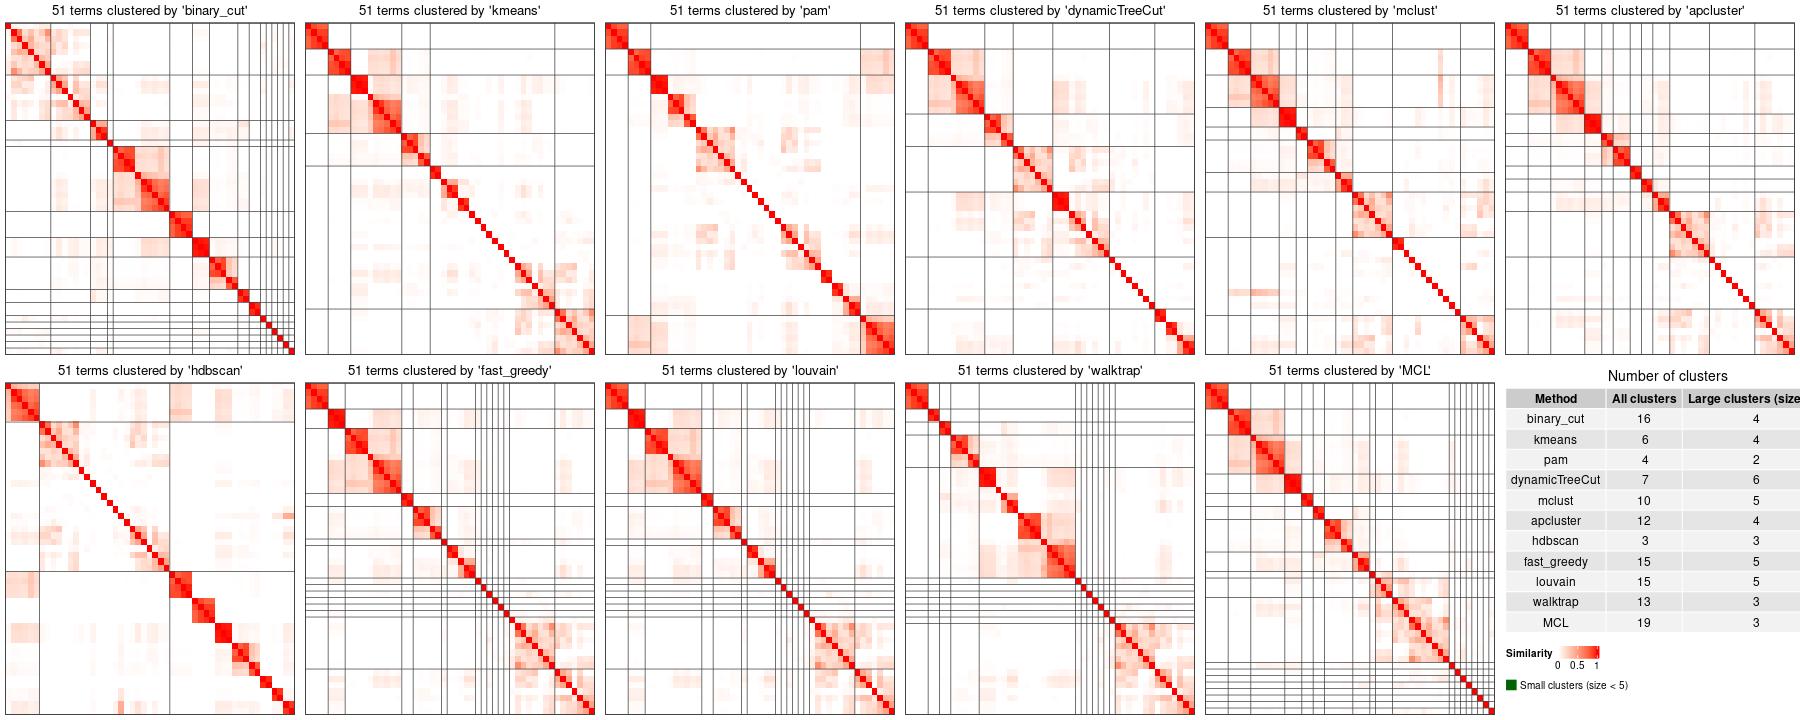 51 terms clustered by 'binary_cut'
51 terms clustered by 'kmeans'
51 terms clustered by 'pam'
51 terms clustered by 'dynamicTreeCut'
51 terms clustered by 'mclust'
51 terms clustered by 'apcluster'
51 terms clustered by 'hdbscan'
51 terms clustered by 'fast_greedy'
51 terms clustered by 'louvain'
51 terms clustered by 'walktrap'
51 terms clustered by 'MCL'
Number of clusters
Method All clusters Large clusters (size
binary_cut 16 4
kmeans 6 4
pam 4 2
dynamicTreeCut 7 6
mclust 10 5
apcluster 12 4
hdbscan 3 3
fast_greedy 15 5
louvain 15 5
walktrap 13 3
MCL 19 3
Similarity
0 0.5 1
Small clusters (size < 5)